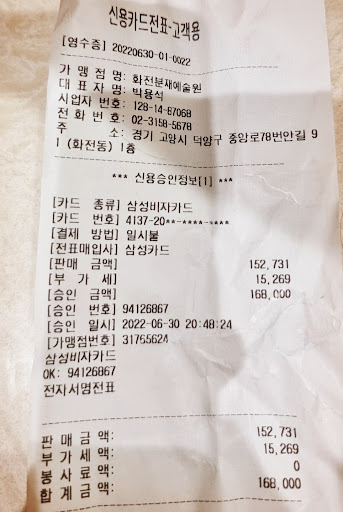 신용카드전표-고객용
[영수증] 20220630-01-0022
가 맹 점 명: 화전분재예술원
대 표 자 명: 박용석
사업자 번호: 128-14-87068
전 화 번 호: 02-3158-5678
주 소: 경기 고양시 덕양구 중앙로78번안길 9
1 (화전동) 1층
*** 신용승인정보[1] ***
[카드 종류] 삼성비자카드
[카드 번호] 4137-20**-****-****
[결제 방법] 일시불
[전표매입사] 삼성카드
[판매 금액] 152,731
[부 가 세] 15,269
[승인 금액] 168,000
[승인 번호] 94126867
[승인 일시] 2022-06-30 20:48:24
[가맹점번호] 31765624
삼성비자카드
OK: 94126867
전자서명전표
판 매 금 액: 152,731
부 가 세 액: 15,269
봉 사 료 액: 0
합 계 금 액: 168,000